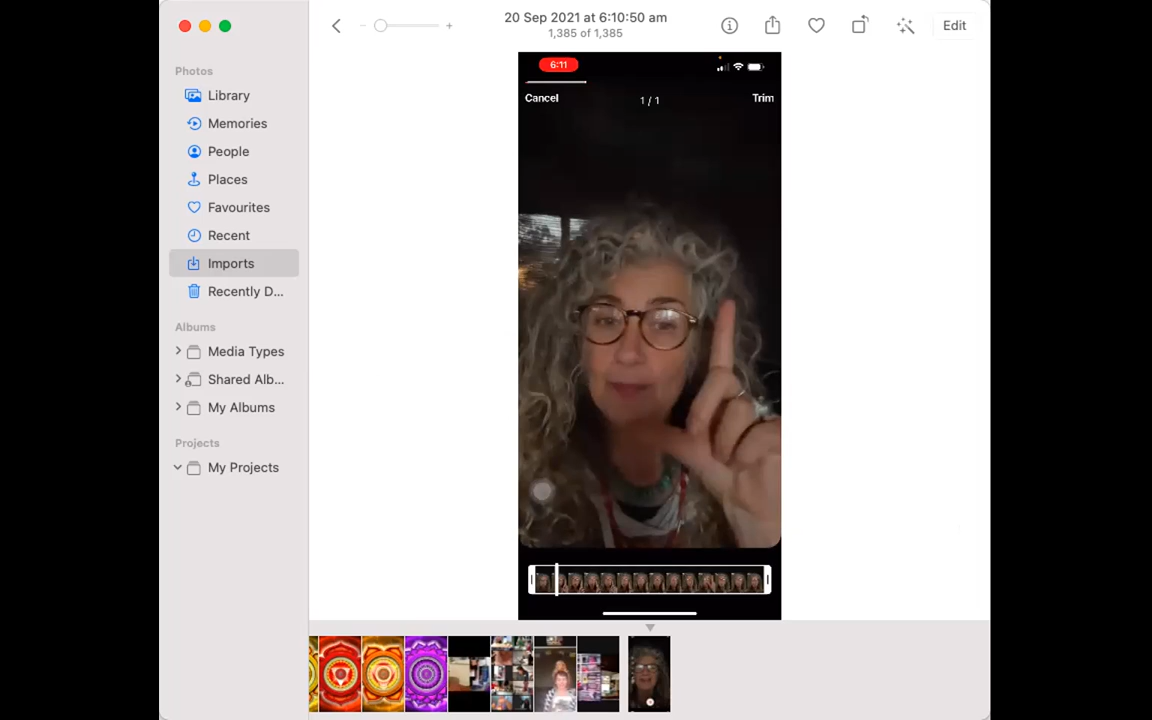 20 Sep 2021 at 6:10:50 am
1,385 of 1,385
Edit
Photos
Library
Memories
People
Places
Favourites
Recent
Imports
Recently D...
Albums
Media Types
Shared Alb...
My Albums
Projects
My Projects
6:11
Cancel
1 / 1
Trim